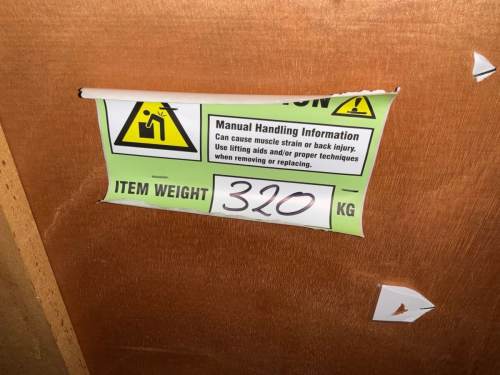 Manual Handling Information
Can cause muscle strain or back injury.
Use lifting aids and/or proper techniques
when removing or replacing.
ITEM WEIGHT 320 KG